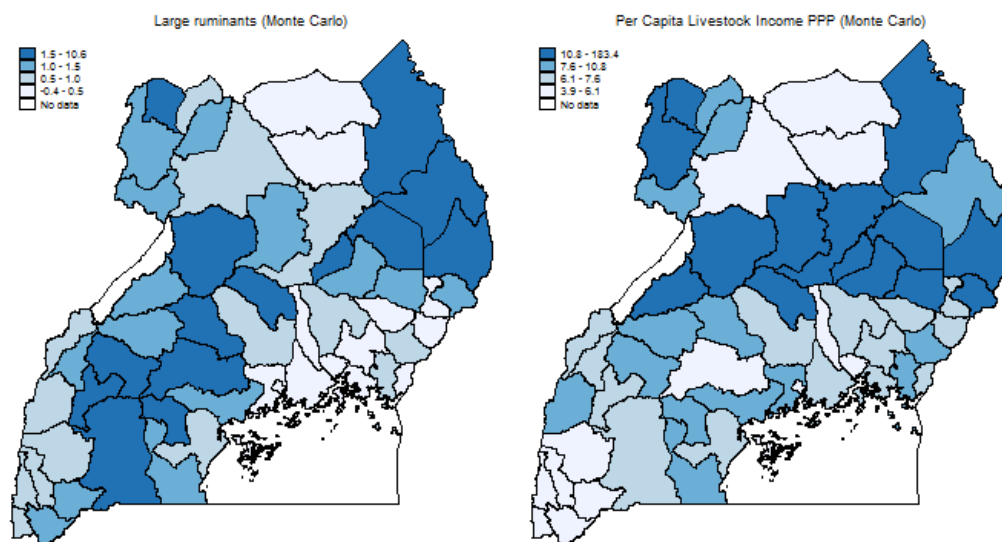 Large ruminants (Monte Carlo)
1.5 - 10.6
1.0 - 1.5
0.5 - 1.0
-0.4 - 0.5
No data
Per Capita Livestock Income PPP (Monte Carlo)
10.8 - 183.4
7.6 - 10.8
6.1 - 7.6
3.9 - 6.1
No data